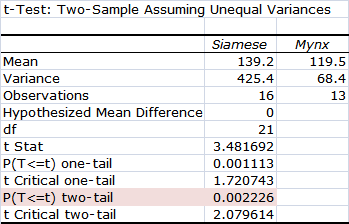 t-Test: Two-Sample Assuming Unequal Variances
Siamese Mynx
Mean 139.2 119.5
Variance 425.4 68.4
Observations 16 13
Hypothesized Mean Difference 0
df 21
t Stat 3.481692
P(T<=t) one-tail 0.001113
t Critical one-tail 1.720743
P(T<=t) two-tail 0.002226
t Critical two-tail 2.079614